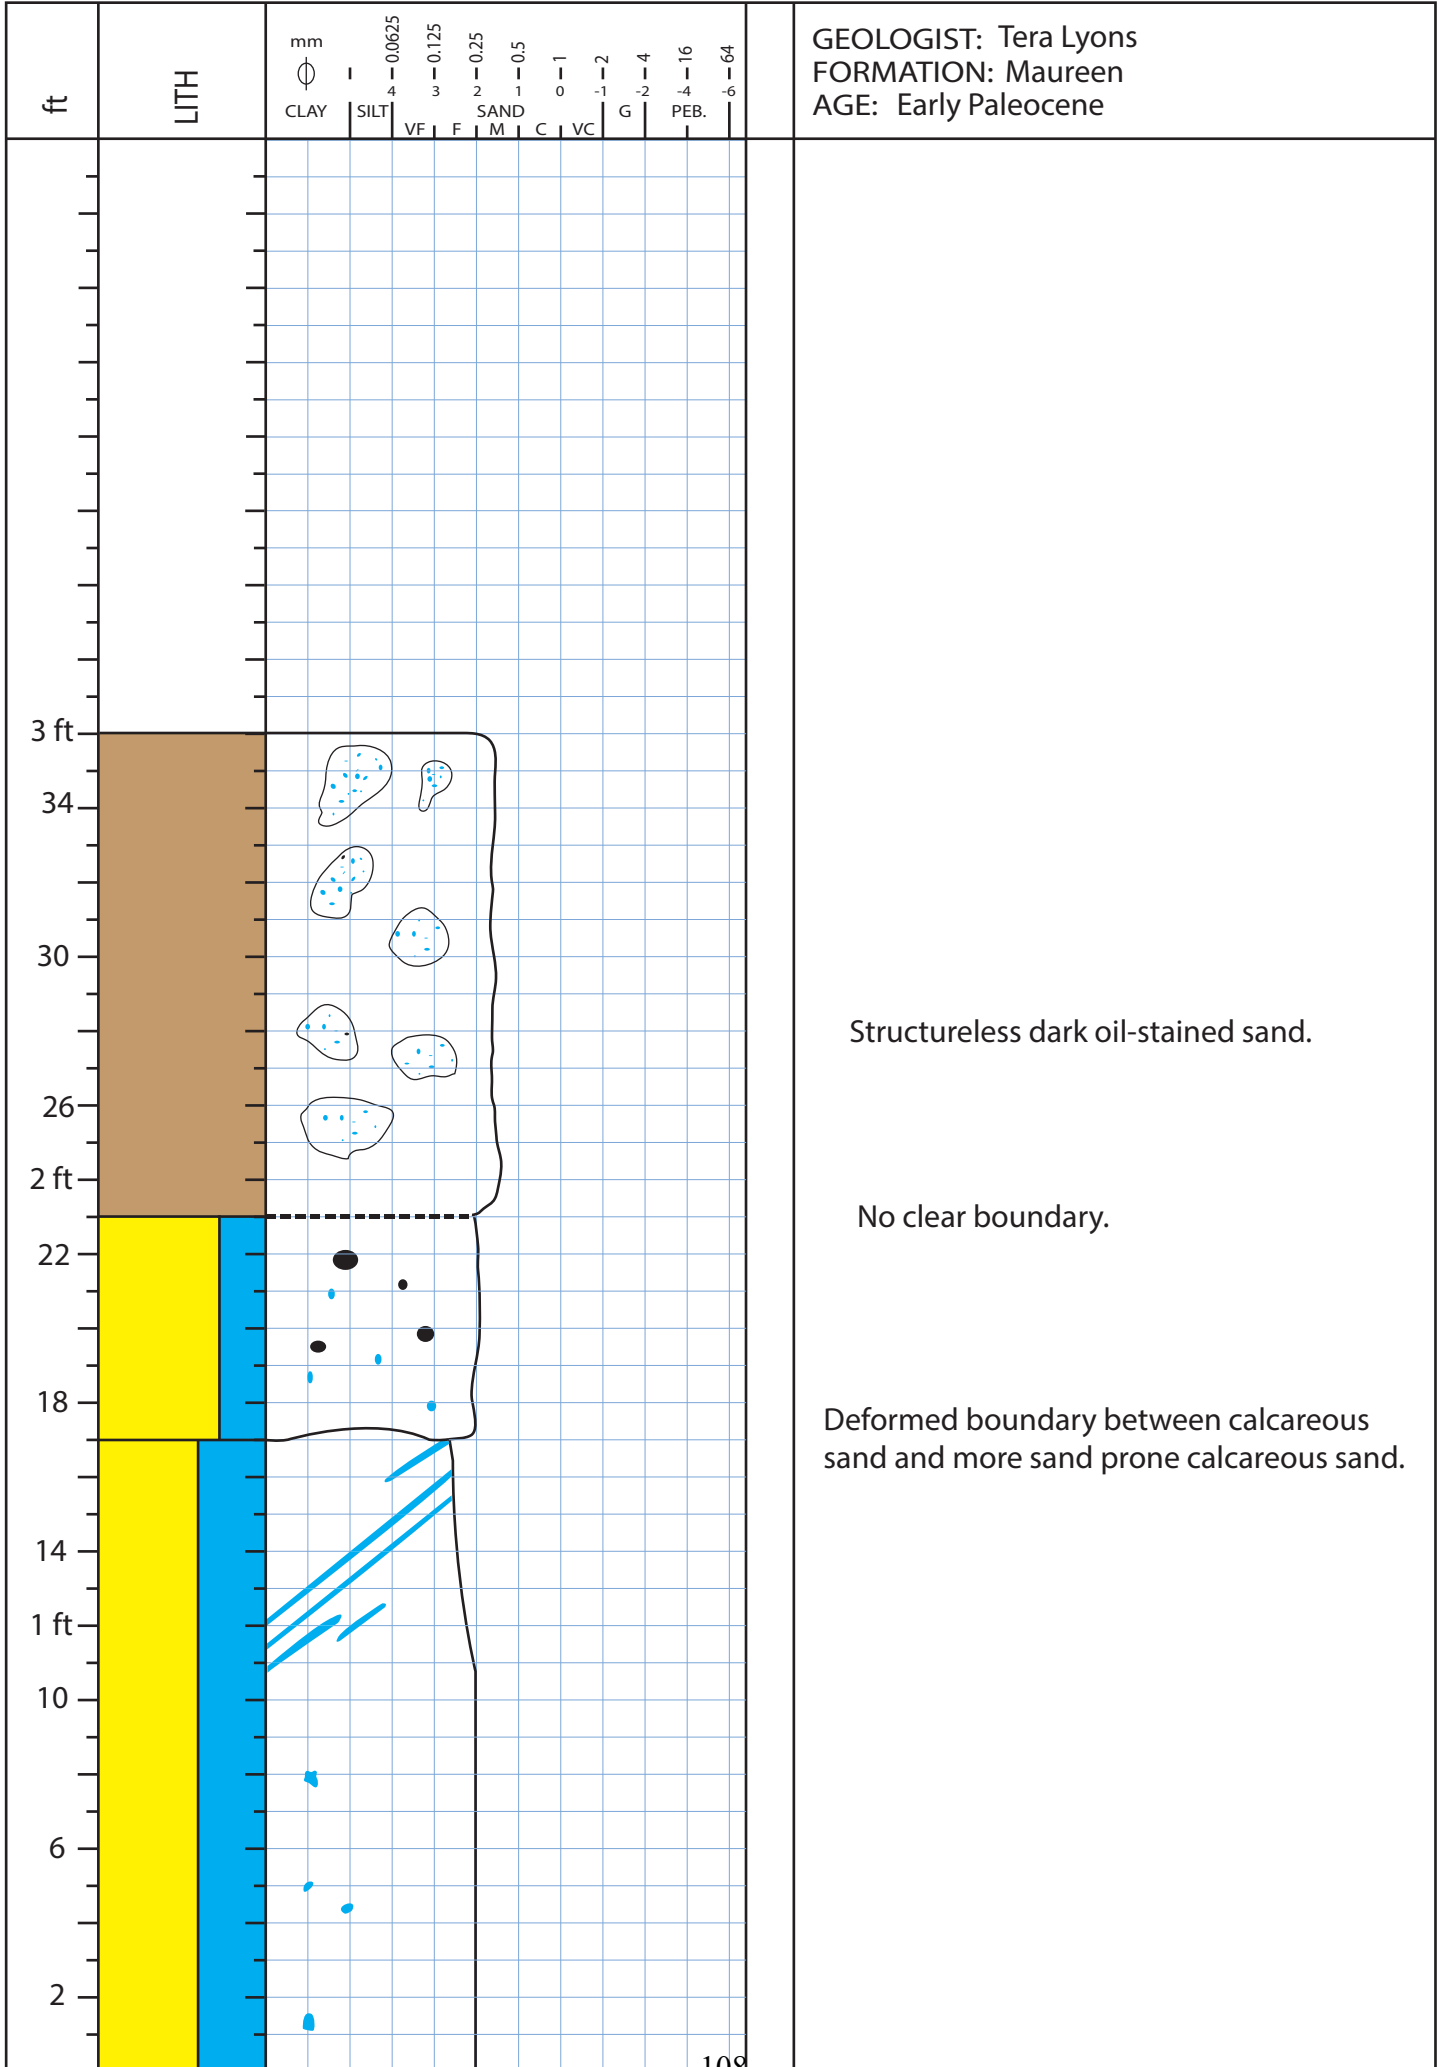 ft
LITH
mm
0.0625
0.125
0.25
0.5
1
2
4
16
64
4
3
2
1
0
-1
-2
-4
-6
CLAY
SILT
SAND
G
PEB.
VF
F
M
C
VC
GEOLOGIST: Tera Lyons
FORMATION: Maureen
AGE: Early Paleocene
3 ft
34
30
Structureless dark oil-stained sand.
26
2 ft
No clear boundary.
22
18
Deformed boundary between calcareous
sand and more sand prone calcareous sand.
14
1 ft
10
6
2
108